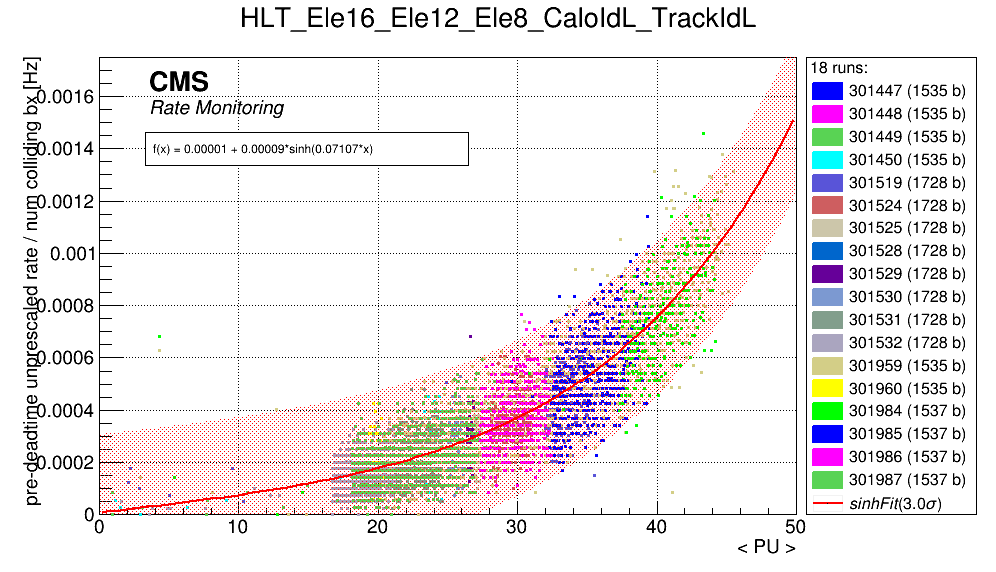 HLT_Ele16_Ele12_Ele8_CaloIdL_TrackIdL
pre-deadtime unprescaled rate / num colliding bx [Hz]
CMS
Rate Monitoring
f(x) = 0.00001 + 0.00009*sinh(0.07107*x)
0.0016
0.0014
0.0012
0.001
0.0008
0.0006
0.0004
0.0002
0
0 10 20 30 40 50
< PU >
18 runs:
301447 (1535 b)
301448 (1535 b)
301449 (1535 b)
301450 (1535 b)
301519 (1728 b)
301524 (1728 b)
301525 (1728 b)
301528 (1728 b)
301529 (1728 b)
301530 (1728 b)
301531 (1728 b)
301532 (1728 b)
301959 (1535 b)
301960 (1535 b)
301984 (1537 b)
301985 (1537 b)
301986 (1537 b)
301987 (1537 b)
sinhFit(3.0σ)